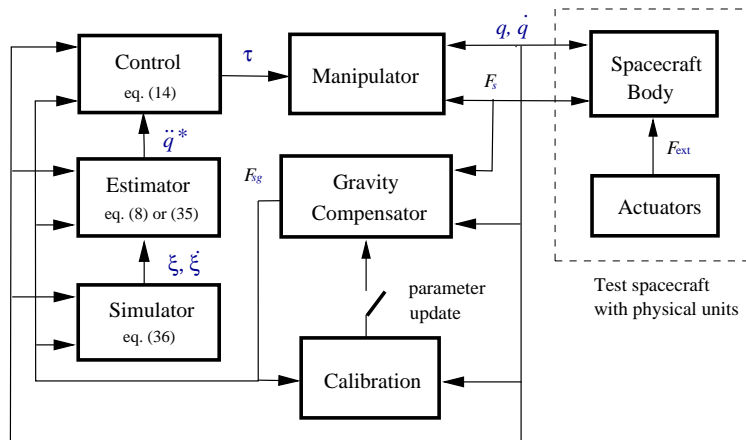 Control
eq. (14)
τ
Manipulator
q, q̇
F_s
Spacecraft
Body
q̈ *
F_ext
Estimator
eq. (8) or (35)
F_sg
Gravity
Compensator
Actuators
ξ, ξ̇
Simulator
eq. (36)
parameter
update
Test spacecraft
with physical units
Calibration